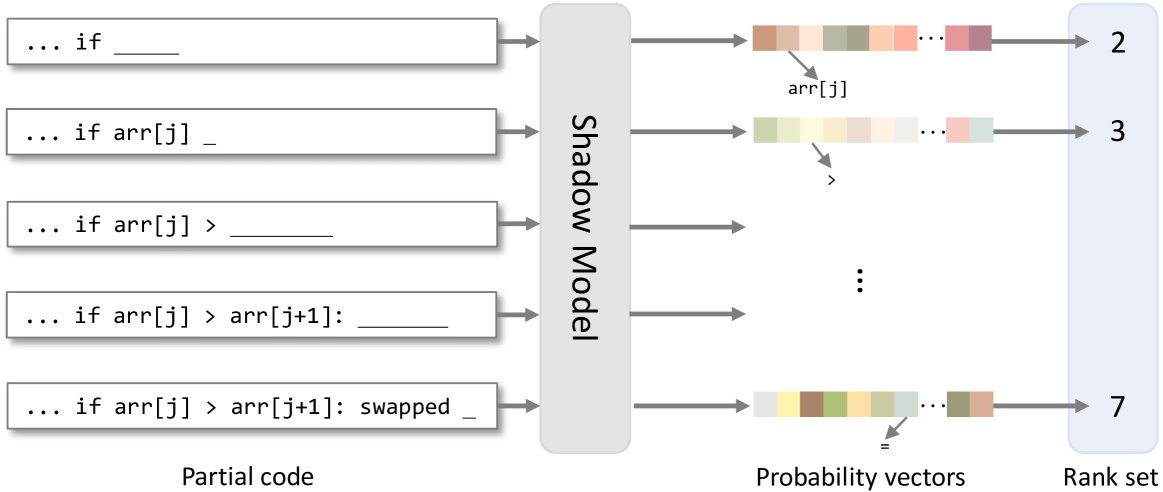 ... if _____
... if arr[j] _
... if arr[j] > ________
... if arr[j] > arr[j+1]: _______
... if arr[j] > arr[j+1]: swapped _
Partial code
Shadow Model
...
arr[j]
...
>
⋮
...
=
Probability vectors
2
3
7
Rank set